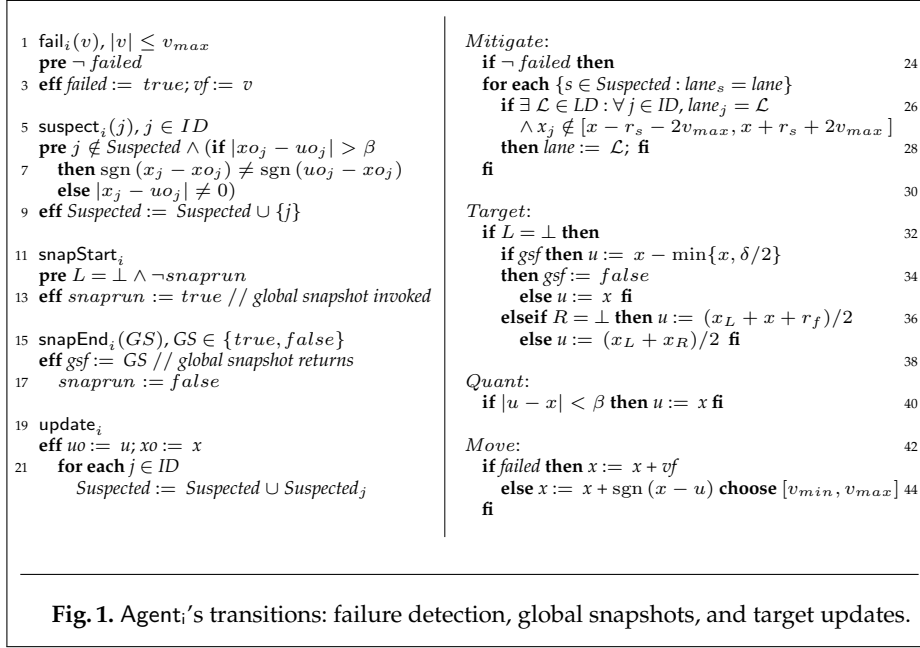 1 fail_i(v), |v| ≤ v_max
pre ¬ failed
3 eff failed := true; vf := v
5 suspect_i(j), j ∈ ID
pre j ∉ Suspected ∧ (if |xo_j − uo_j| > β
7 then sgn (x_j − xo_j) ≠ sgn (uo_j − xo_j)
else |x_j − uo_j| ≠ 0)
9 eff Suspected := Suspected ∪ {j}
11 snapStart_i
pre L = ⊥ ∧ ¬snaprun
13 eff snaprun := true // global snapshot invoked
15 snapEnd_i(GS), GS ∈ {true, false}
eff gsf := GS // global snapshot returns
17 snaprun := false
19 update_i
eff uo := u; xo := x
21 for each j ∈ ID
Suspected := Suspected ∪ Suspected_j
Mitigate:
if ¬ failed then 24
for each {s ∈ Suspected : lane_s = lane}
if ∃ ℒ ∈ LD : ∀ j ∈ ID, lane_j = ℒ 26
∧ x_j ∉ [x − r_s − 2v_max, x + r_s + 2v_max ]
then lane := ℒ; fi 28
fi
30
Target:
if L = ⊥ then 32
if gsf then u := x − min{x, δ/2}
then gsf := false 34
else u := x fi
elseif R = ⊥ then u := (x_L + x + r_f)/2 36
else u := (x_L + x_R)/2 fi
38
Quant:
if |u − x| < β then u := x fi 40
Move: 42
if failed then x := x + vf
else x := x + sgn (x − u) choose [v_min, v_max] 44
fi
Fig. 1. Agent_i's transitions: failure detection, global snapshots, and target updates.